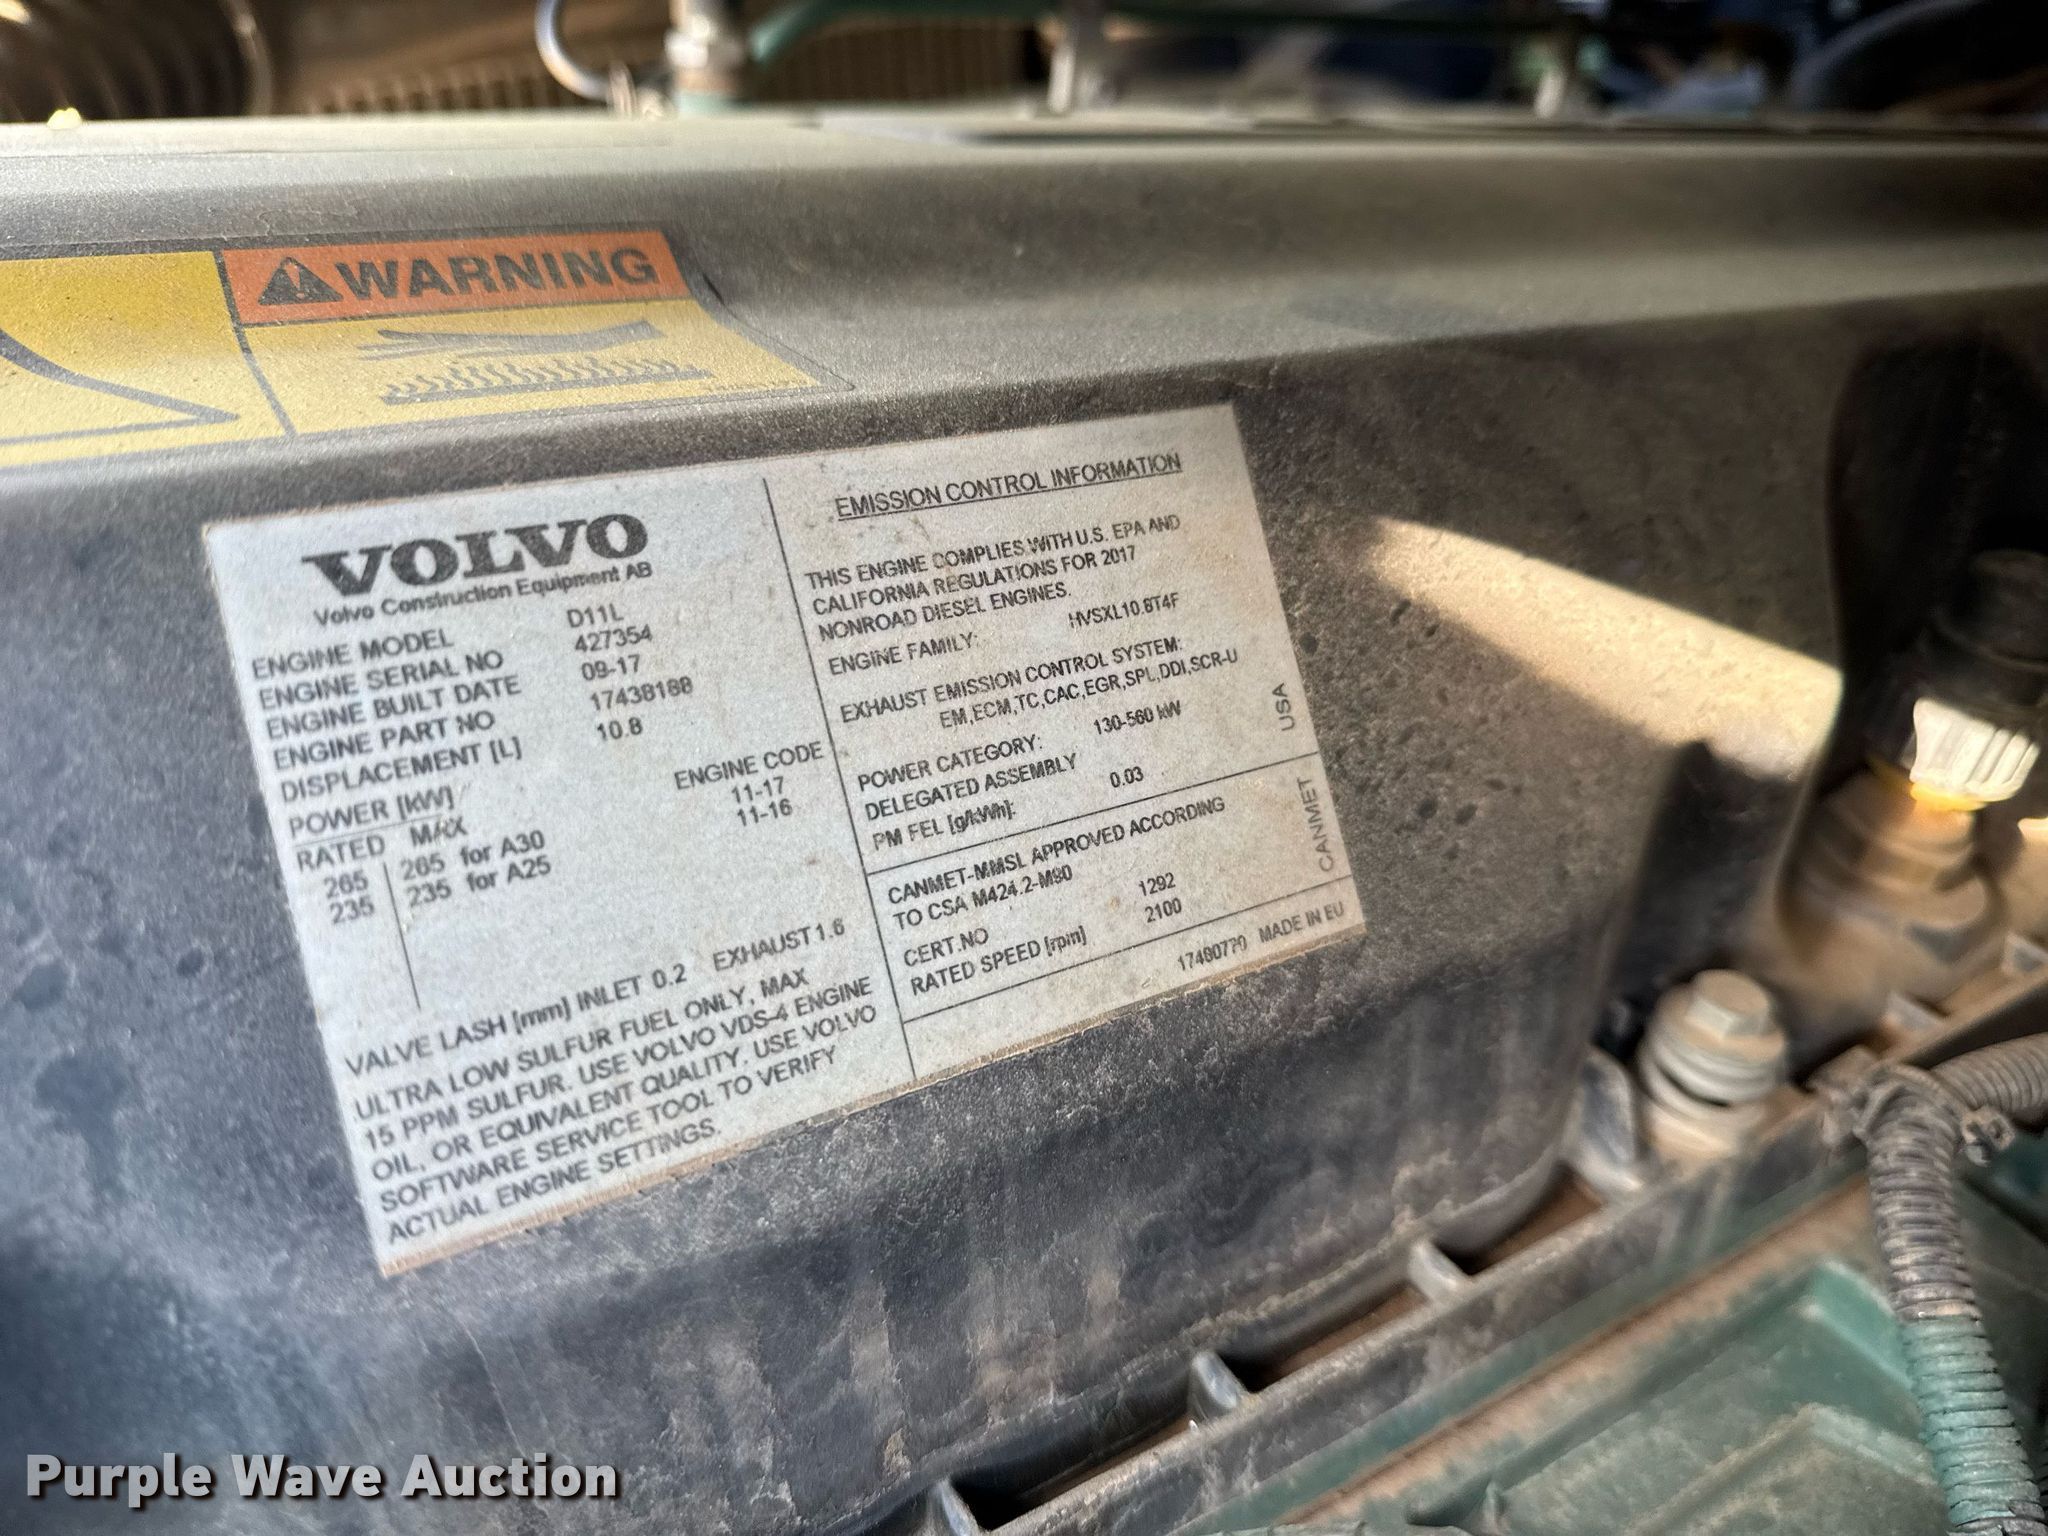 WARNING
VOLVO
Volvo Construction Equipment AB
ENGINE MODEL D11L
ENGINE SERIAL NO 427354
ENGINE BUILT DATE 09-17
ENGINE PART NO 17438188
DISPLACEMENT [L] 10.8
POWER [kW] ENGINE CODE
RATED MAX 11-17
265 265 for A30 11-16
235 235 for A25
VALVE LASH [mm] INLET 0.2 EXHAUST 1.6
ULTRA LOW SULFUR FUEL ONLY, MAX
15 PPM SULFUR. USE VOLVO VDS-4 ENGINE
OIL, OR EQUIVALENT QUALITY. USE VOLVO
SOFTWARE SERVICE TOOL TO VERIFY
ACTUAL ENGINE SETTINGS.
EMISSION CONTROL INFORMATION
THIS ENGINE COMPLIES WITH U.S. EPA AND
CALIFORNIA REGULATIONS FOR 2017
NONROAD DIESEL ENGINES.
ENGINE FAMILY: HVSXL10.8T4F
EXHAUST EMISSION CONTROL SYSTEM:
EM,ECM,TC,CAC,EGR,SPL,DDI,SCR-U
POWER CATEGORY: 130-560 kW
DELEGATED ASSEMBLY
PM FEL [g/kWh]: 0.03
USA
CANMET-MMSL APPROVED ACCORDING
TO CSA M424.2-M90
CERT.NO 1292
RATED SPEED [rpm] 2100
CANMET
17480770 MADE IN EU
Purple Wave Auction